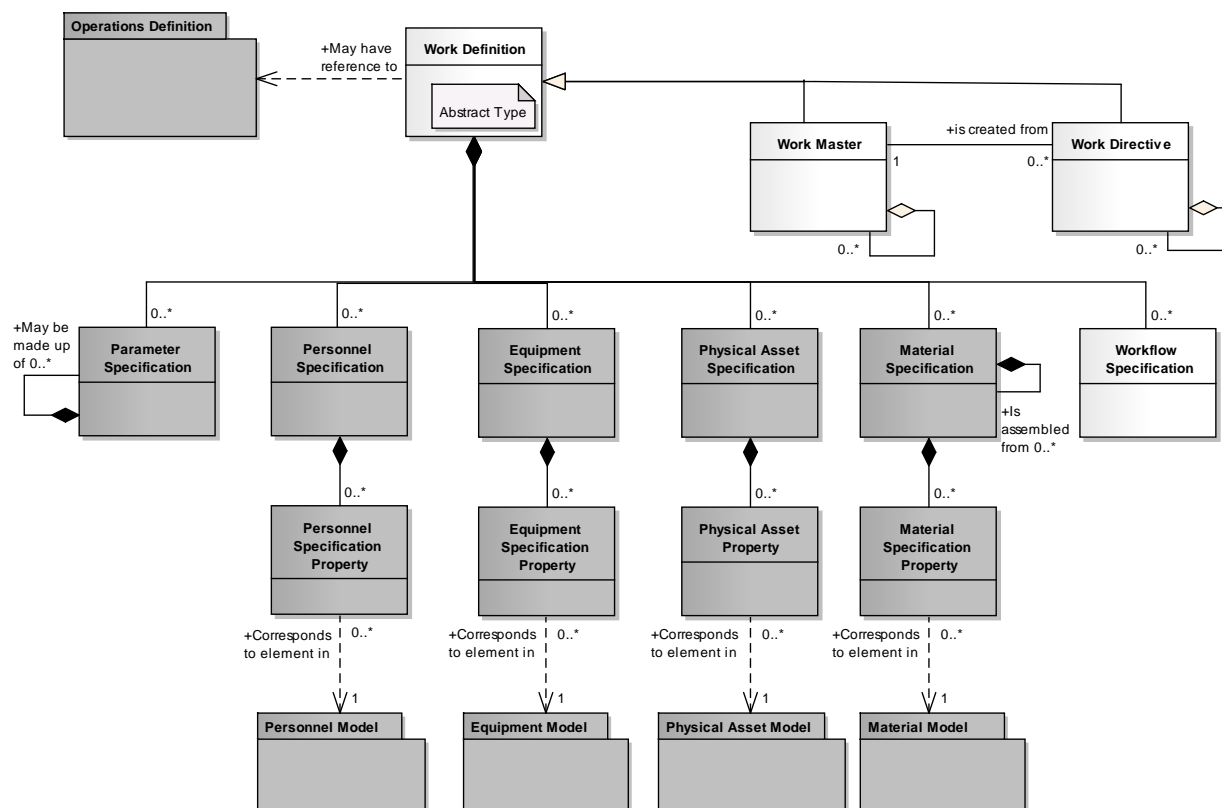 Operations Definition
+May have
reference to
Work Definition
Abstract Type
Work Master
+is created from
1
0..*
Work Directive
0..*
0..*
0..*
0..*
0..*
0..*
0..*
0..*
+May be
made up
of 0..*
Parameter
Specification
Personnel
Specification
Equipment
Specification
Physical Asset
Specification
Material
Specification
Workflow
Specification
+Is
assembled
from 0..*
0..*
0..*
0..*
0..*
Personnel
Specification
Property
Equipment
Specification
Property
Physical Asset
Property
Material
Specification
Property
+Corresponds
to element in
0..*
+Corresponds
to element in
0..*
+Corresponds
to element in
0..*
+Corresponds
to element in
0..*
1
1
1
1
Personnel Model
Equipment Model
Physical Asset Model
Material Model